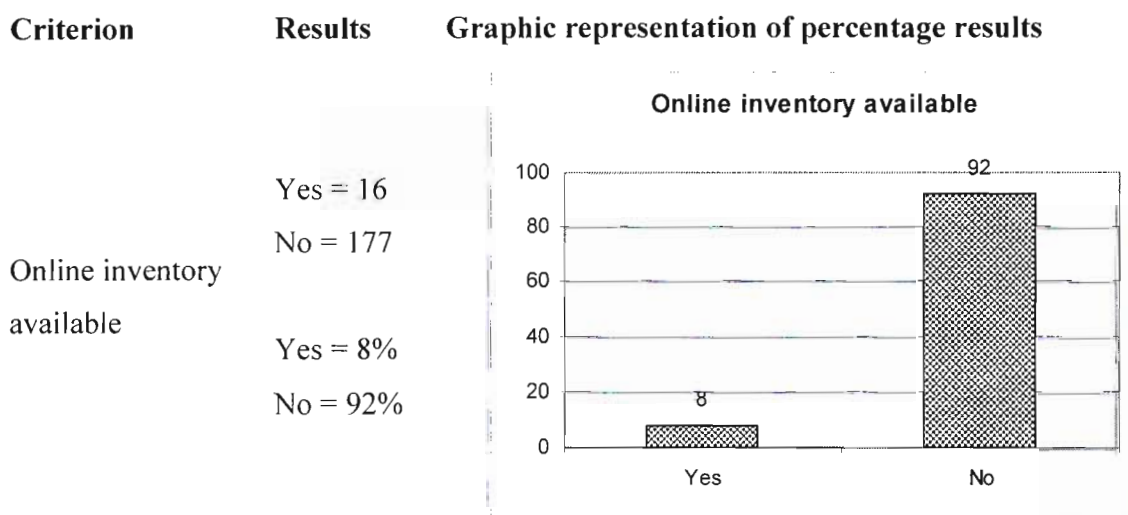 Criterion Results Graphic representation of percentage results
Online inventory
available
Yes = 16
No = 177
Yes = 8%
No = 92%
Online inventory available
100
80
60
40
20
0
8
92
Yes No